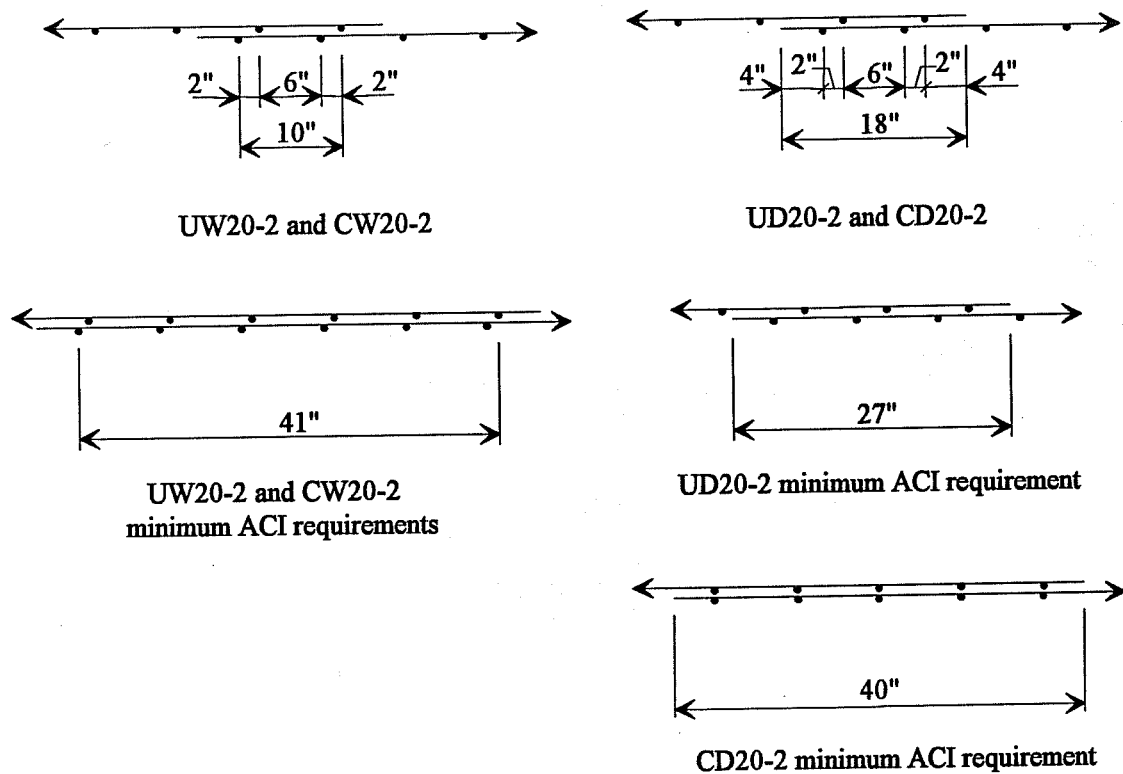 2" 6" 2"
10"
UW20-2 and CW20-2
4" 2" 6" 2" 4"
18"
UD20-2 and CD20-2
41"
UW20-2 and CW20-2
minimum ACI requirements
27"
UD20-2 minimum ACI requirement
40"
CD20-2 minimum ACI requirement